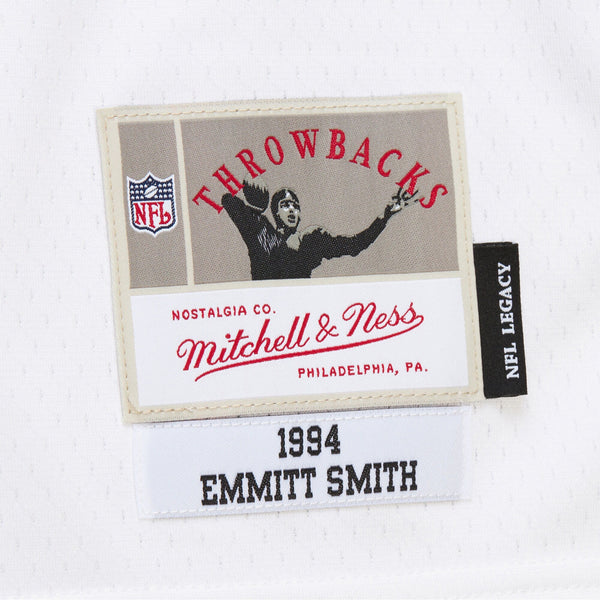 THROWBACKS
NFL
NOSTALGIA CO.
Mitchell & Ness
PHILADELPHIA, PA.
NFL LEGACY
1994
EMMITT SMITH